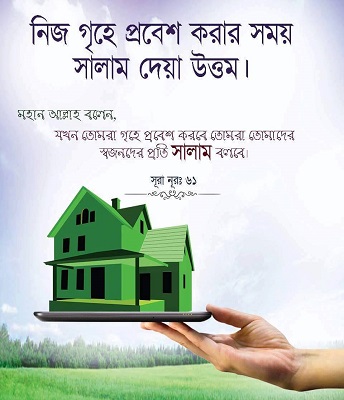 নিজ গৃহে প্রবেশ করার সময়
সালাম দেয়া উত্তম।
মহান আল্লাহ বলেন,
যখন তোমরা গৃহে প্রবেশ করবে তোমরা তোমাদের
স্বজনদের প্রতি সালাম বলবে।
সূরা নূরঃ ৬১